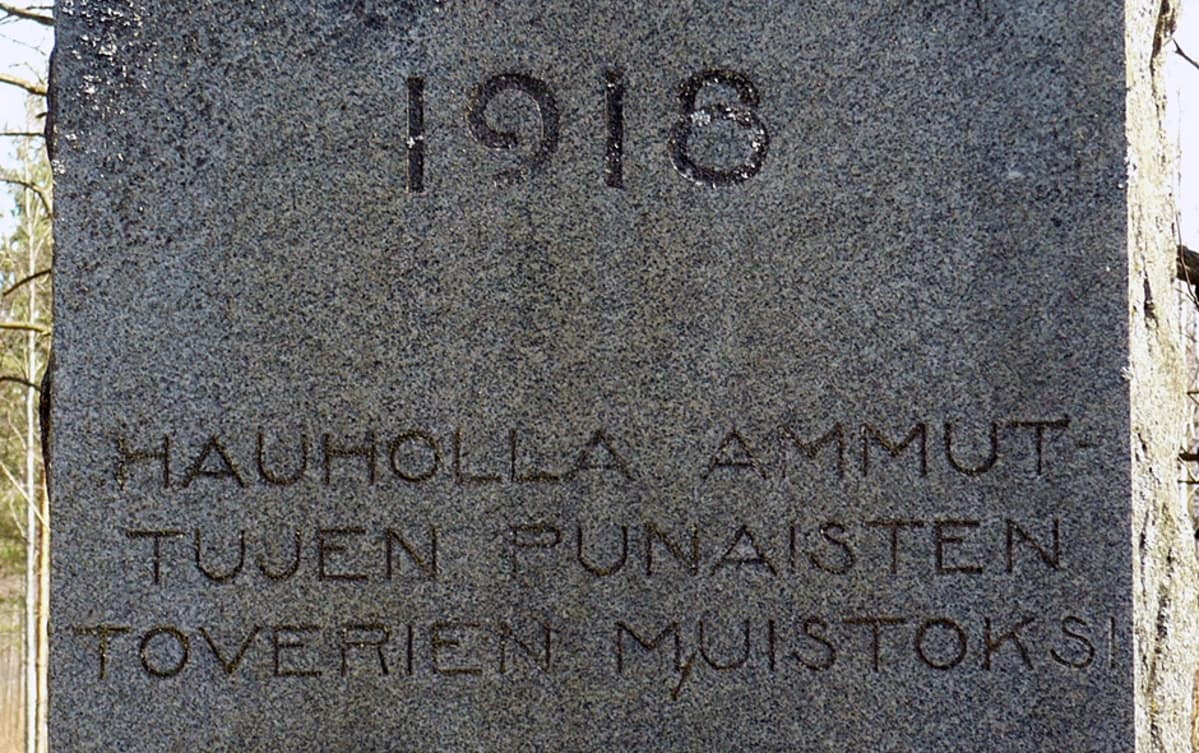 1918
HAUHOLLA AMMUT-
TUJEN PUNAISTEN
TOVERIEN MUISTOKSI